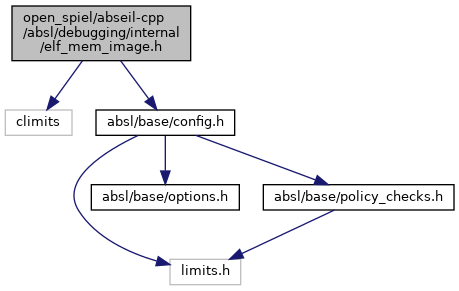 open_spiel/abseil-cpp
/absl/debugging/internal
/elf_mem_image.h
climits
absl/base/config.h
absl/base/options.h
absl/base/policy_checks.h
limits.h